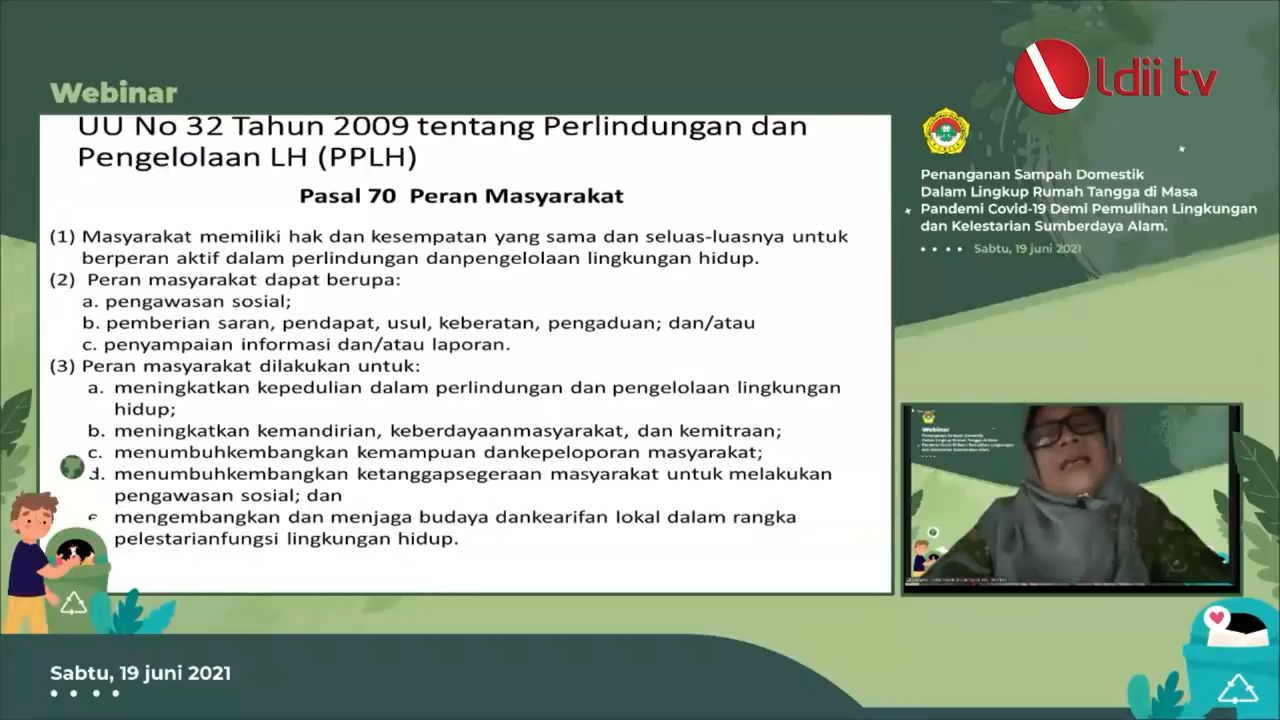 ldii tv
Webinar
UU No 32 Tahun 2009 tentang Perlindungan dan
Pengelolaan LH (PPLH)
Pasal 70 Peran Masyarakat
(1) Masyarakat memiliki hak dan kesempatan yang sama dan seluas-luasnya untuk
berperan aktif dalam perlindungan danpengelolaan lingkungan hidup.
(2) Peran masyarakat dapat berupa:
a. pengawasan sosial;
b. pemberian saran, pendapat, usul, keberatan, pengaduan; dan/atau
c. penyampaian informasi dan/atau laporan.
(3) Peran masyarakat dilakukan untuk:
a. meningkatkan kepedulian dalam perlindungan dan pengelolaan lingkungan
hidup;
b. meningkatkan kemandirian, keberdayaanmasyarakat, dan kemitraan;
c. menumbuhkembangkan kemampuan dankepeloporan masyarakat;
d. menumbuhkembangkan ketanggapsegeraan masyarakat untuk melakukan
pengawasan sosial; dan
e mengembangkan dan menjaga budaya dankearifan lokal dalam rangka
pelestarianfungsi lingkungan hidup.
Penanganan Sampah Domestik
Dalam Lingkup Rumah Tangga di Masa
Pandemi Covid-19 Demi Pemulihan Lingkungan
dan Kelestarian Sumberdaya Alam.
Sabtu, 19 juni 2021
Webinar
Sabtu, 19 juni 2021